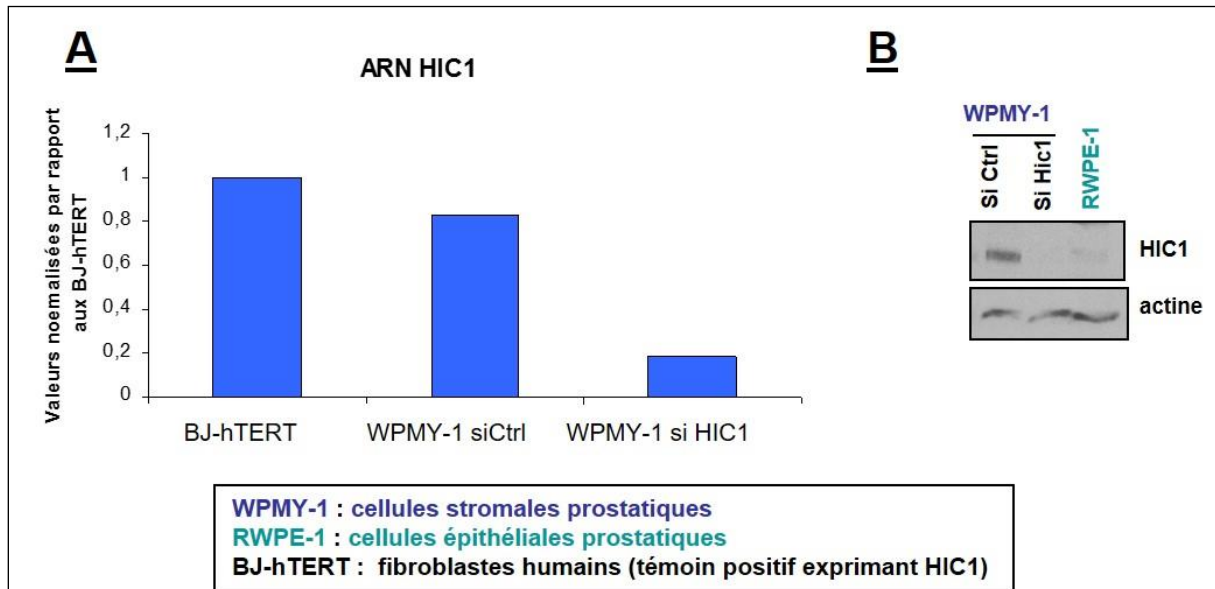 A
ARN HIC1
Valeurs noemalisées par rapport
aux BJ-hTERT
1,2
1
0,8
0,6
0,4
0,2
0
BJ-hTERT
WPMY-1 siCtrl
WPMY-1 si HIC1
B
WPMY-1
Si Ctrl
Si Hic1
RWPE-1
HIC1
actine
WPMY-1 : cellules stromales prostatiques
RWPE-1 : cellules épithéliales prostatiques
BJ-hTERT : fibroblastes humains (témoin positif exprimant HIC1)